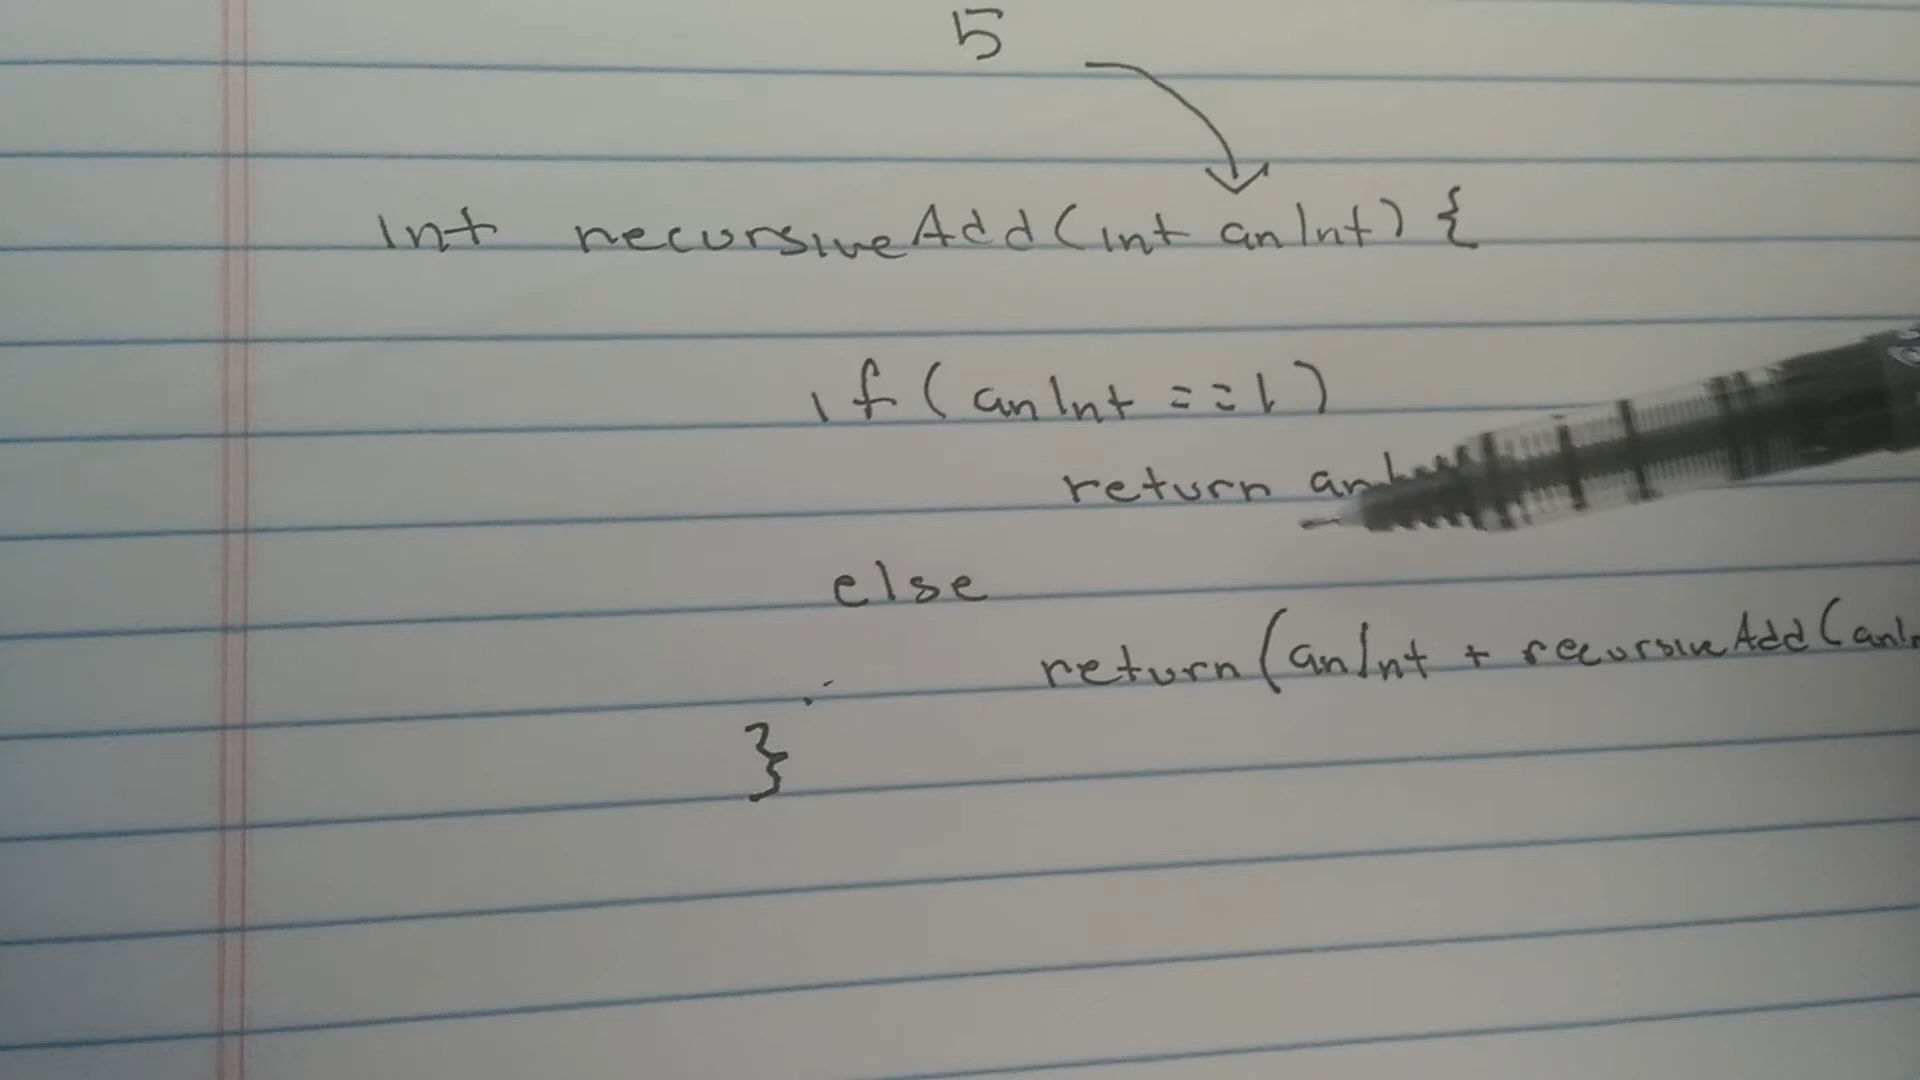 5
int recursiveAdd(int anInt) {
if (anInt == 1)
return
else
return (anInt + recursiveAdd(
}